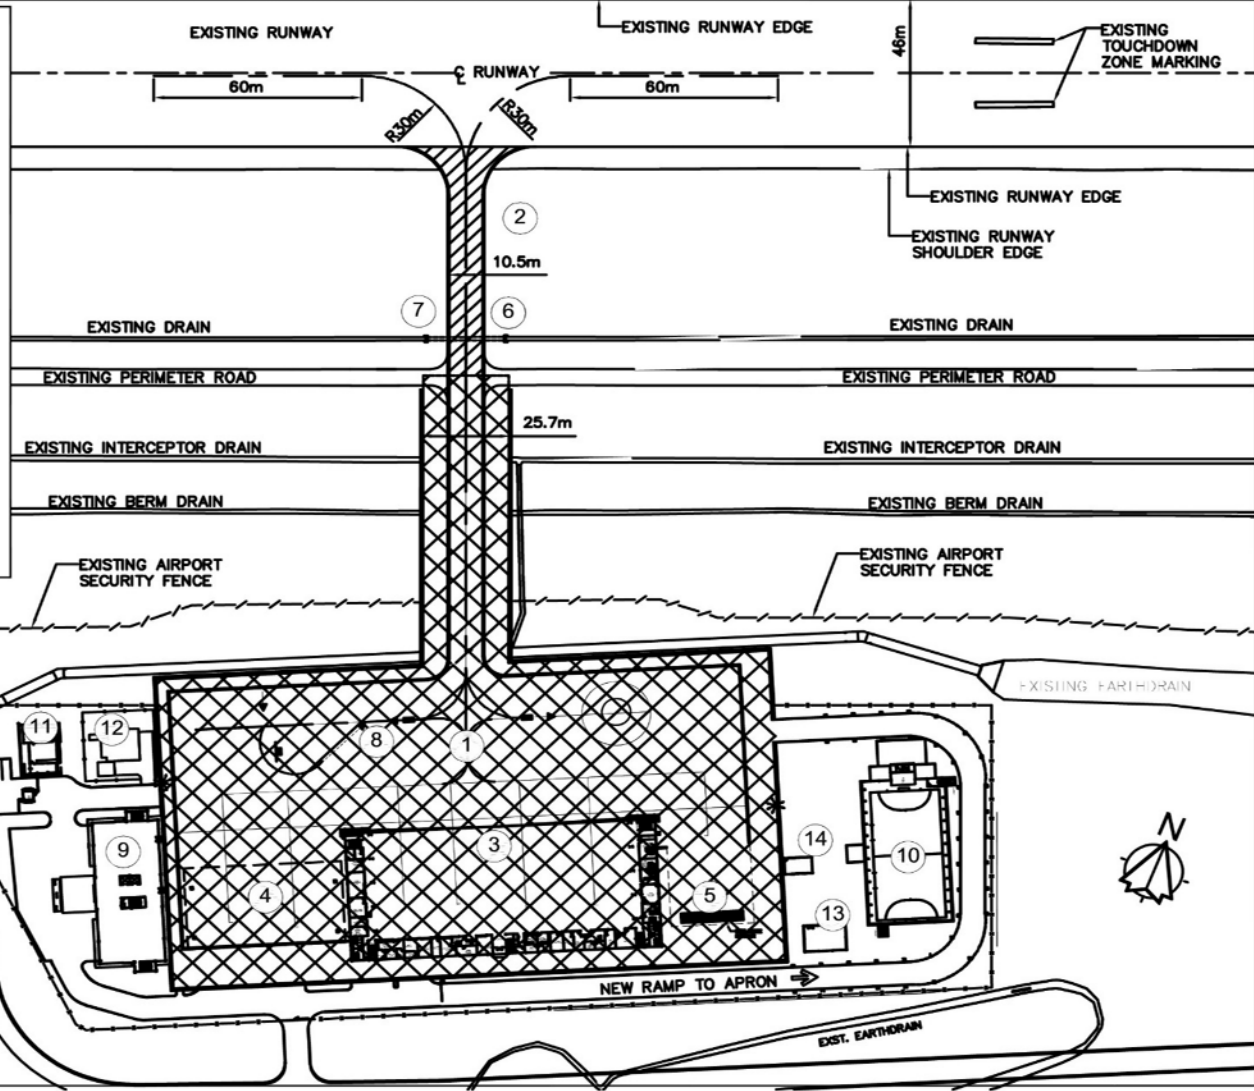 EXISTING RUNWAY
EXISTING RUNWAY EDGE
46m
EXISTING
TOUCHDOWN
ZONE MARKING
℄ RUNWAY
60m
60m
R30m
R30m
EXISTING RUNWAY EDGE
2
EXISTING RUNWAY
SHOULDER EDGE
10.5m
7
6
EXISTING DRAIN
EXISTING DRAIN
EXISTING PERIMETER ROAD
EXISTING PERIMETER ROAD
25.7m
EXISTING INTERCEPTOR DRAIN
EXISTING INTERCEPTOR DRAIN
EXISTING BERM DRAIN
EXISTING BERM DRAIN
EXISTING AIRPORT
SECURITY FENCE
EXISTING AIRPORT
SECURITY FENCE
EXISTING EARTHDRAIN
11
12
8
1
N
9
3
14
10
4
5
13
NEW RAMP TO APRON
EXST. EARTHDRAIN